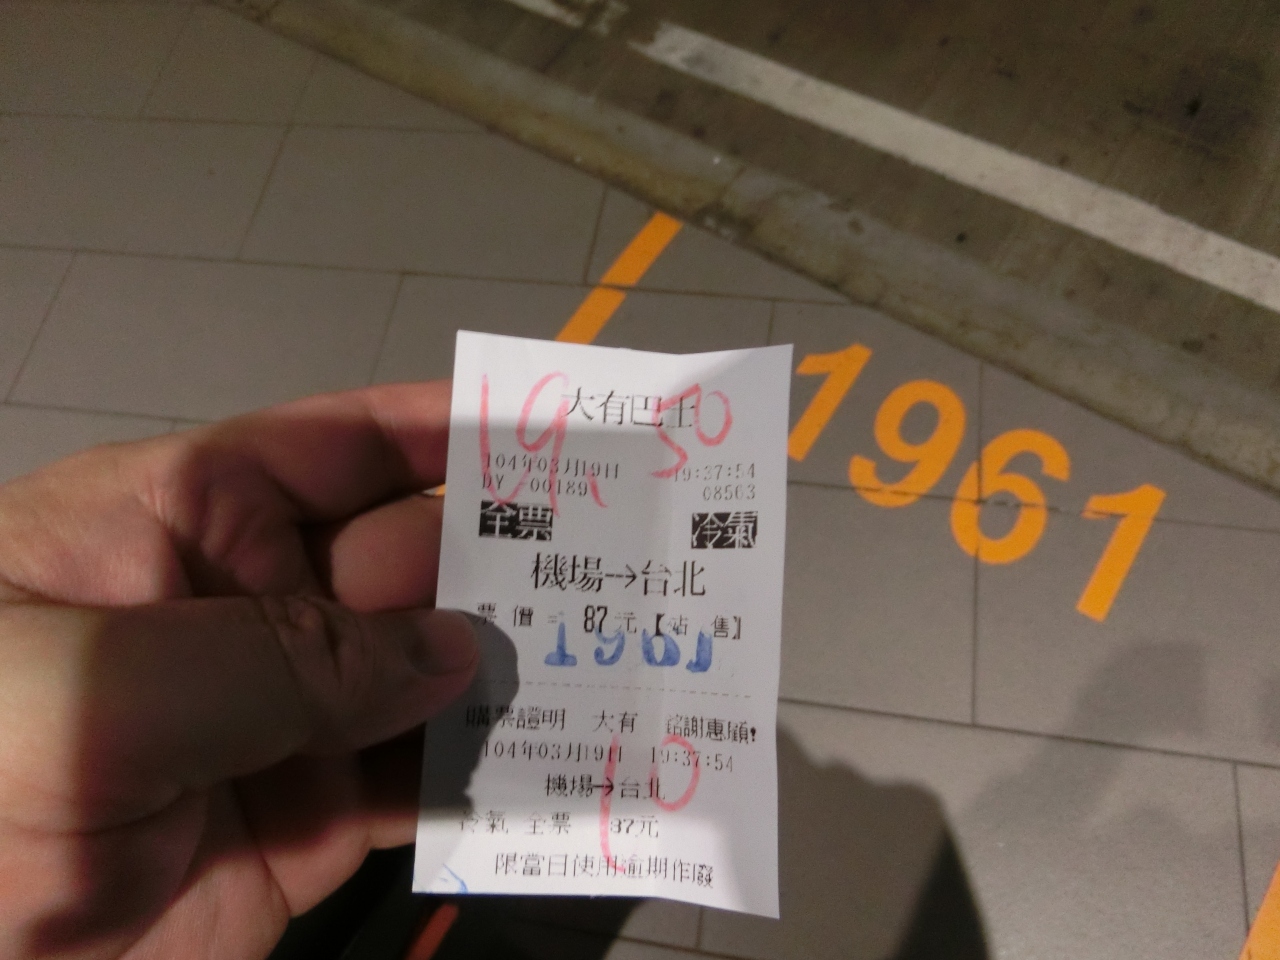 大有巴士
19:50
104年03月19日 19:37:54
DY 00189 08503
全票 冷氣
機場→台北
票價= 87元【站 售】
1961
購票證明 大有 銘謝惠顧!
104年03月19日 19:37:54
機場→台北
10
冷氣 全票 87元
限當日使用逾期作廢
1961